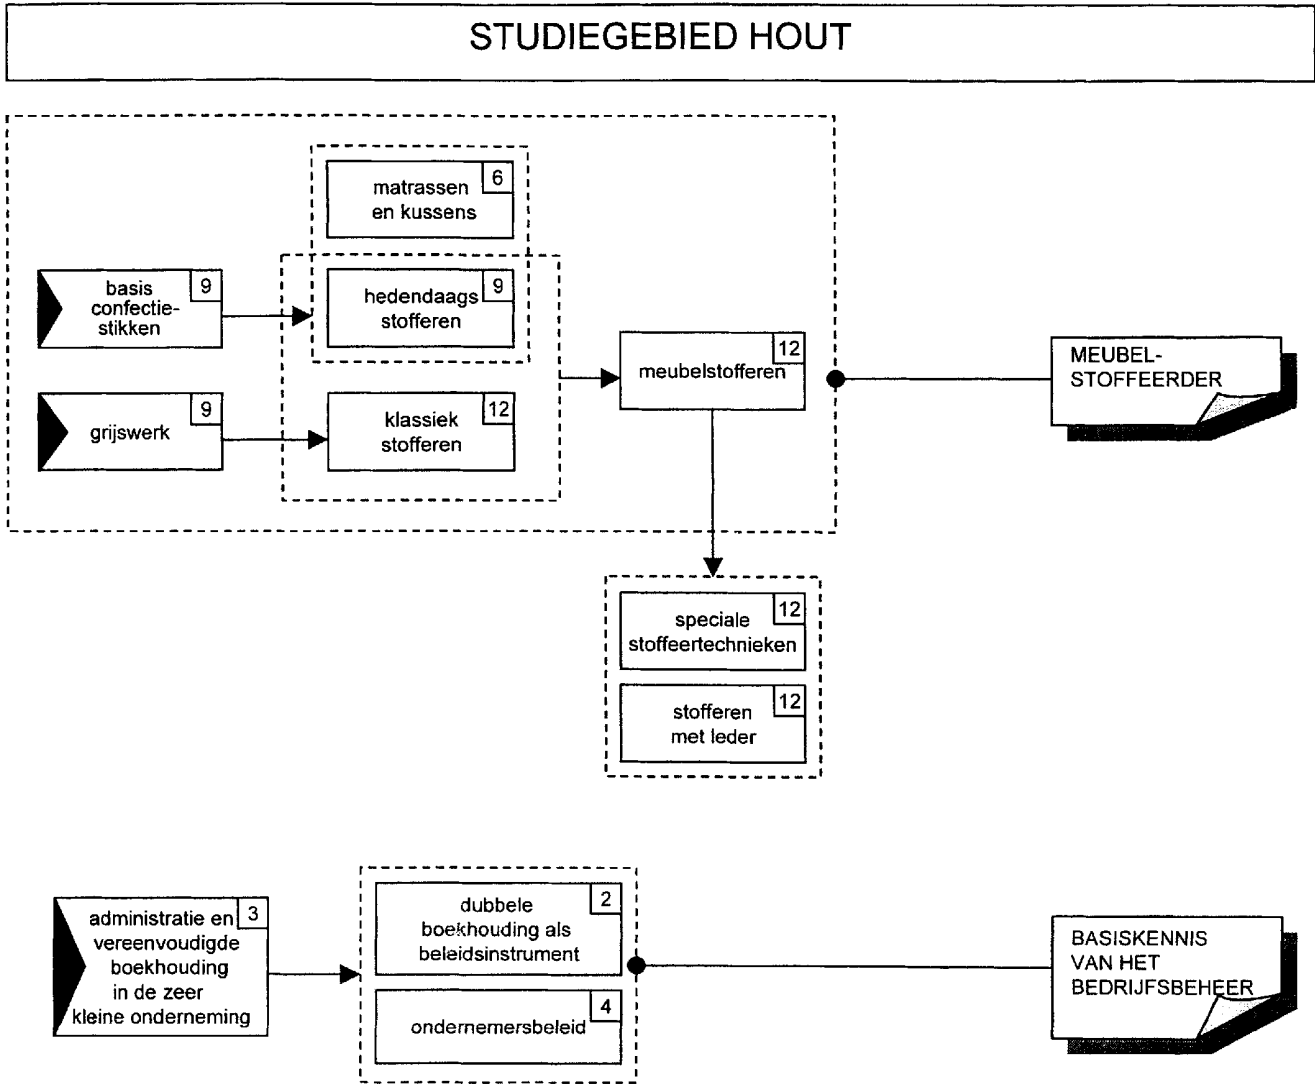 STUDIEGEBIED HOUT
6
matrassen
en kussens
9
basis
confectie-
stikken
9
hedendaags
stofferen
12
meubelstofferen
MEUBEL-
STOFFEERDER
9
grijswerk
12
klassiek
stofferen
12
speciale
stoffeertechnieken
12
stofferen
met leder
3
administratie en
vereenvoudigde
boekhouding
in de zeer
kleine onderneming
2
dubbele
boekhouding als
beleidsinstrument
4
ondernemersbeleid
BASISKENNIS
VAN HET
BEDRIJFSBEHEER